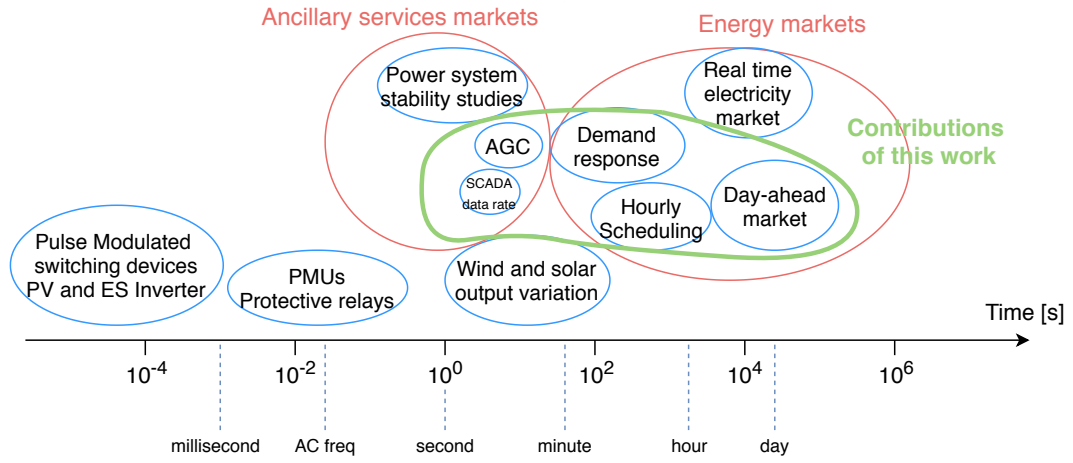 Ancillary services markets
Energy markets
Power system
stability studies
Real time
electricity
market
Contributions
of this work
AGC
Demand
response
SCADA
data rate
Hourly
Scheduling
Day-ahead
market
Pulse Modulated
switching devices
PV and ES Inverter
PMUs
Protective relays
Wind and solar
output variation
Time [s]
10⁻⁴
10⁻²
10⁰
10²
10⁴
10⁶
millisecond
AC freq
second
minute
hour
day